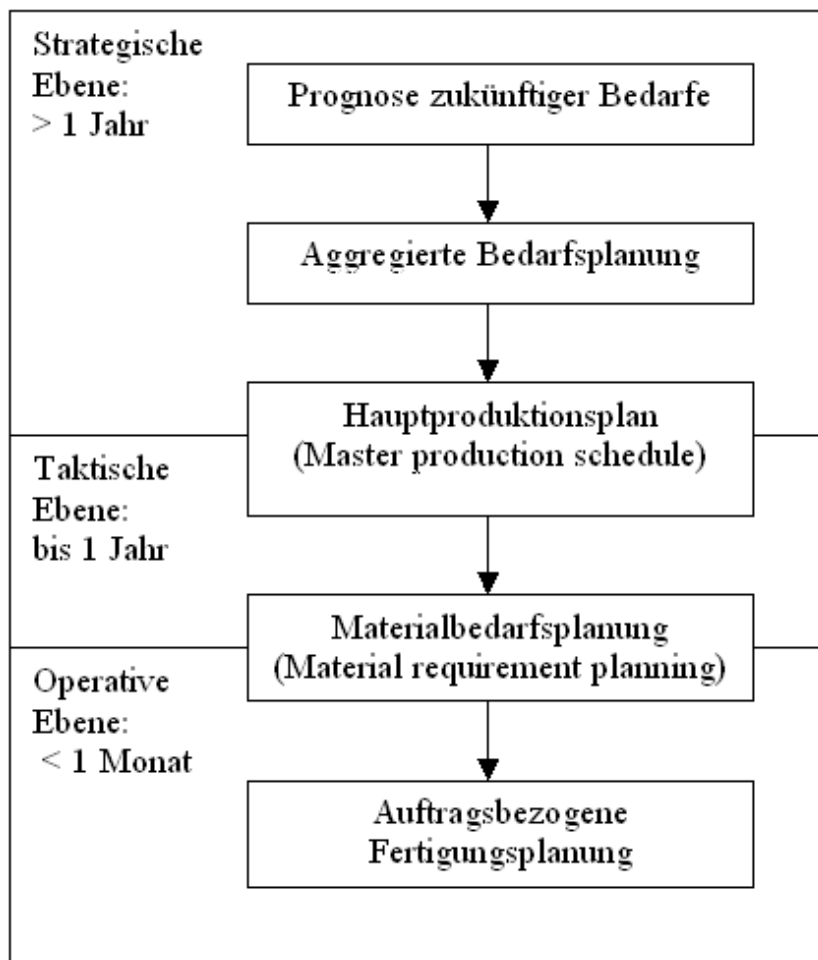 Strategische
Ebene:
> 1 Jahr
Prognose zukünftiger Bedarfe
Aggregierte Bedarfsplanung
Hauptproduktionsplan
(Master production schedule)
Taktische
Ebene:
bis 1 Jahr
Materialbedarfsplanung
(Material requirement planning)
Operative
Ebene:
< 1 Monat
Auftragsbezogene
Fertigungsplanung